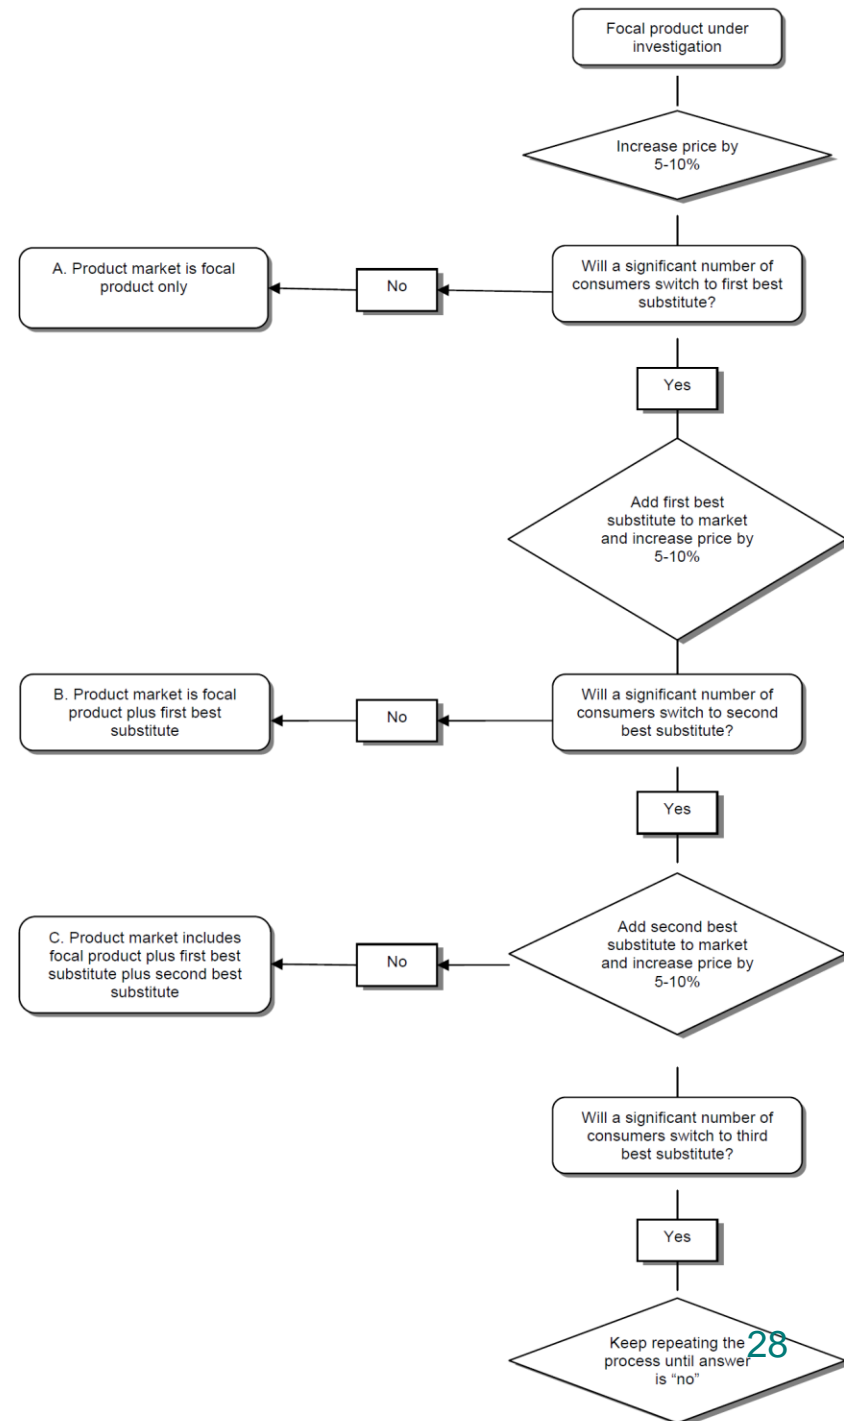 Focal product under
investigation
Increase price by
5-10%
A. Product market is focal
product only
No
Will a significant number of
consumers switch to first best
substitute?
Yes
Add first best
substitute to market
and increase price by
5-10%
B. Product market is focal
product plus first best
substitute
No
Will a significant number of
consumers switch to second
best substitute?
Yes
C. Product market includes
focal product plus first best
substitute plus second best
substitute
No
Add second best
substitute to market
and increase price by
5-10%
Will a significant number of
consumers switch to third
best substitute?
Yes
Keep repeating the
process until answer
is “no”
28